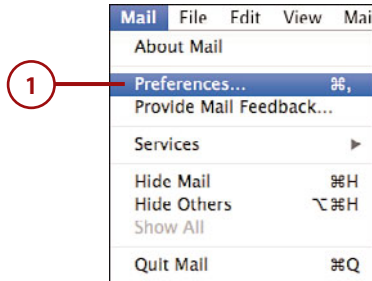 Mail File Edit View Mai
About Mail
1
Preferences... ⌘,
Provide Mail Feedback...
Services ▶
Hide Mail ⌘H
Hide Others ⌥⌘H
Show All
Quit Mail ⌘Q